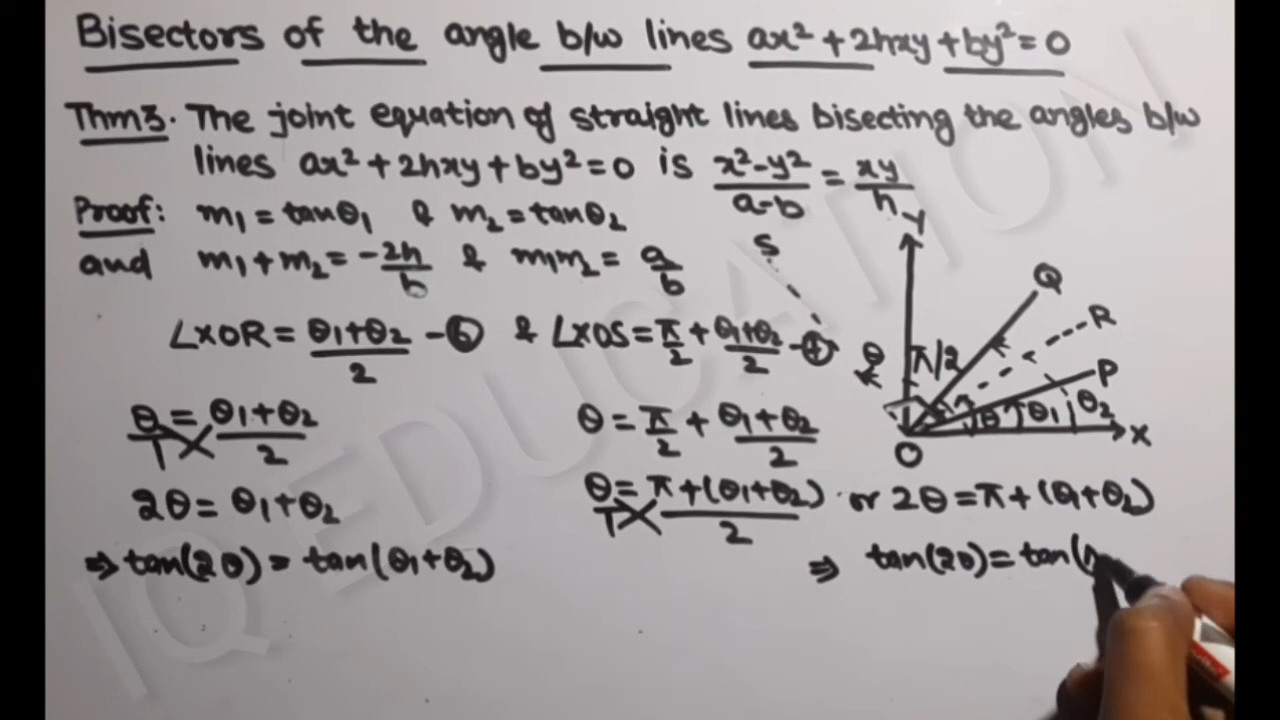 Bisectors of the angle b/w lines ax²+2hxy+by²=0
Thm3. The joint equation of straight lines bisecting the angles b/w
lines ax²+2hxy+by²=0 is x²-y²/a-b = xy/h
Proof: m₁=tanθ₁ & m₂=tanθ₂
and m₁+m₂=-2h/b & m₁m₂=a/b
∠XOR=θ₁+θ₂/2 -⑥ & ∠XOS=π/2+θ₁+θ₂/2 -⑦
θ/1=θ₁+θ₂/2
θ=π/2+θ₁+θ₂/2
2θ=θ₁+θ₂
θ/1=π+(θ₁+θ₂)/2 or 2θ=π+(θ₁+θ₂)
⇒ tan(2θ)=tan(θ₁+θ₂)
⇒ tan(2θ)=tan(
Y
S
Q
R
P
θ
π/2
θ
θ₁
θ₂
X
O
IQ EDUCATION